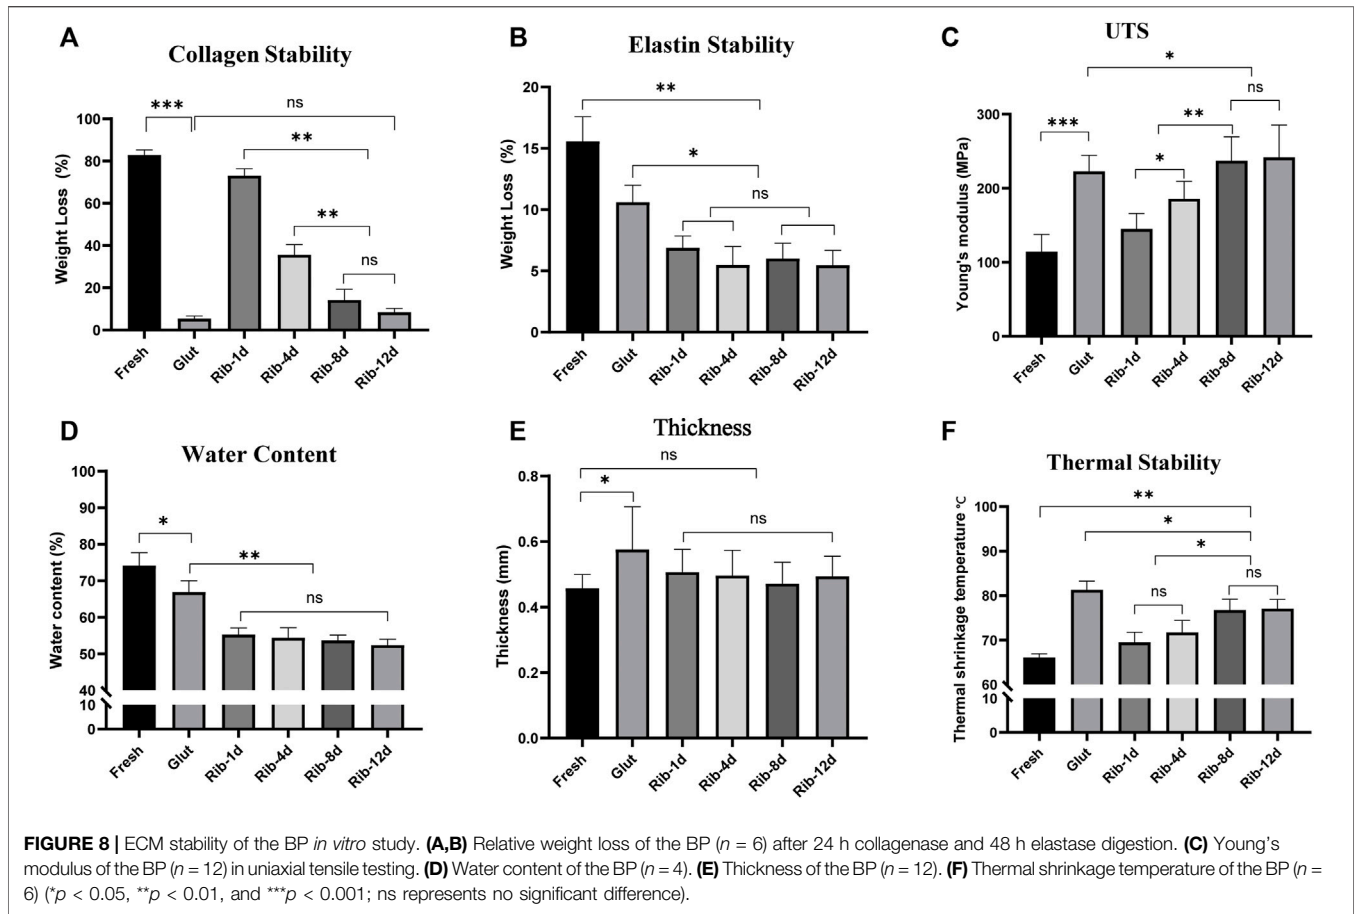 A
Collagen Stability
Weight Loss (%)
100
80
60
40
20
0
***
ns
**
**
ns
Fresh
Glut
Rib-1d
Rib-4d
Rib-8d
Rib-12d
B
Elastin Stability
Weight Loss (%)
20
15
10
5
0
**
*
ns
Fresh
Glut
Rib-1d
Rib-4d
Rib-8d
Rib-12d
C
UTS
Young's modulus (MPa)
300
200
100
0
*
ns
***
**
*
Fresh
Glut
Rib-1d
Rib-4d
Rib-8d
Rib-12d
D
Water Content
Water content (%)
100
90
80
70
60
50
40
10
0
*
**
ns
Fresh
Glut
Rib-1d
Rib-4d
Rib-8d
Rib-12d
E
Thickness
Thickness (mm)
0.8
0.6
0.4
0.2
0.0
ns
*
ns
Fresh
Glut
Rib-1d
Rib-4d
Rib-8d
Rib-12d
F
Thermal Stability
Thermal shrinkage temperature ℃
100
90
80
70
60
10
0
**
*
*
ns
ns
Fresh
Glut
Rib-1d
Rib-4d
Rib-8d
Rib-12d
FIGURE 8 | ECM stability of the BP in vitro study. (A,B) Relative weight loss of the BP (n = 6) after 24 h collagenase and 48 h elastase digestion. (C) Young's
modulus of the BP (n = 12) in uniaxial tensile testing. (D) Water content of the BP (n = 4). (E) Thickness of the BP (n = 12). (F) Thermal shrinkage temperature of the BP (n =
6) (*p < 0.05, **p < 0.01, and ***p < 0.001; ns represents no significant difference).